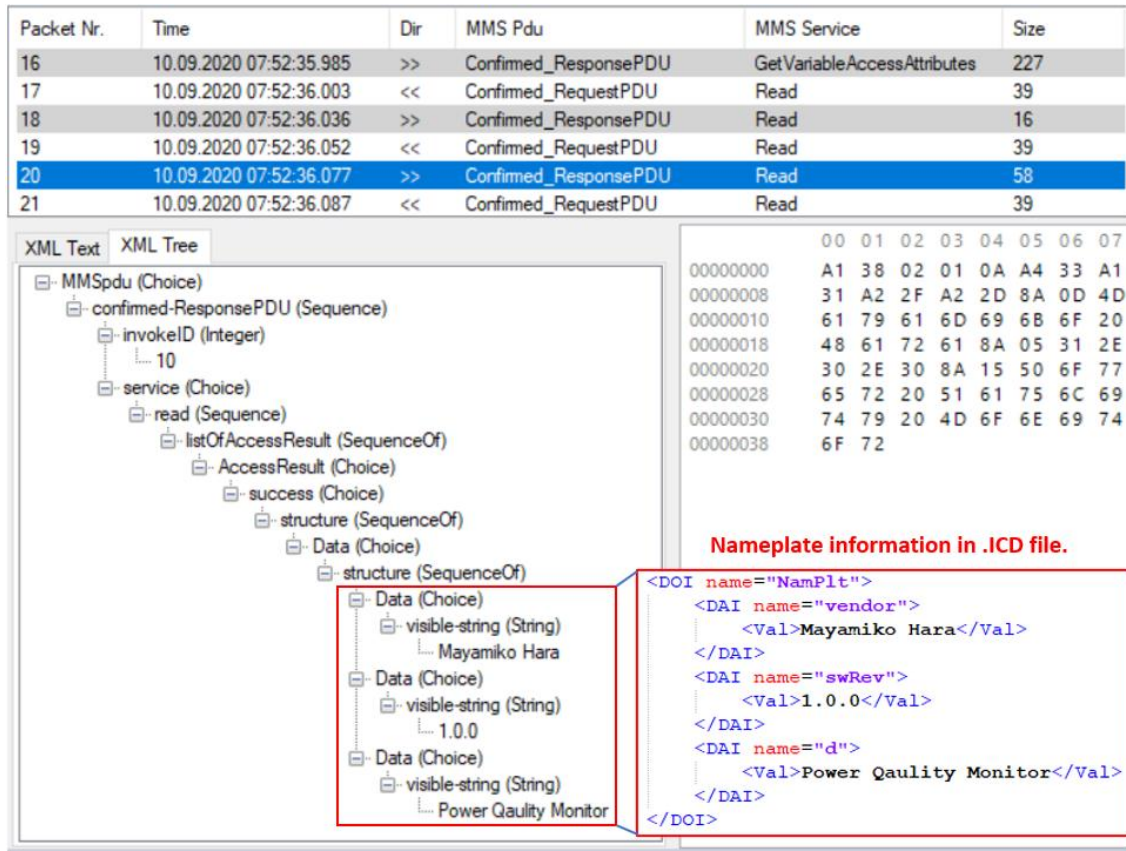 Packet Nr. Time Dir MMS Pdu MMS Service Size
16 10.09.2020 07:52:35.985 >> Confirmed_ResponsePDU GetVariableAccessAttributes 227
17 10.09.2020 07:52:36.003 << Confirmed_RequestPDU Read 39
18 10.09.2020 07:52:36.036 >> Confirmed_ResponsePDU Read 16
19 10.09.2020 07:52:36.052 << Confirmed_RequestPDU Read 39
20 10.09.2020 07:52:36.077 >> Confirmed_ResponsePDU Read 58
21 10.09.2020 07:52:36.087 << Confirmed_RequestPDU Read 39
XML Text XML Tree
MMSpdu (Choice)
confirmed-ResponsePDU (Sequence)
invokeID (Integer)
10
service (Choice)
read (Sequence)
listOfAccessResult (SequenceOf)
AccessResult (Choice)
success (Choice)
structure (SequenceOf)
Data (Choice)
structure (SequenceOf)
Data (Choice)
visible-string (String)
Mayamiko Hara
Data (Choice)
visible-string (String)
1.0.0
Data (Choice)
visible-string (String)
Power Qaulity Monitor
00 01 02 03 04 05 06 07
00000000 A1 38 02 01 0A A4 33 A1
00000008 31 A2 2F A2 2D 8A 0D 4D
00000010 61 79 61 6D 69 6B 6F 20
00000018 48 61 72 61 8A 05 31 2E
00000020 30 2E 30 8A 15 50 6F 77
00000028 65 72 20 51 61 75 6C 69
00000030 74 79 20 4D 6F 6E 69 74
00000038 6F 72
Nameplate information in .ICD file.
<DOI name="NamPlt">
<DAI name="vendor">
<Val>Mayamiko Hara</Val>
</DAI>
<DAI name="swRev">
<Val>1.0.0</Val>
</DAI>
<DAI name="d">
<Val>Power Qaulity Monitor</Val>
</DAI>
</DOI>